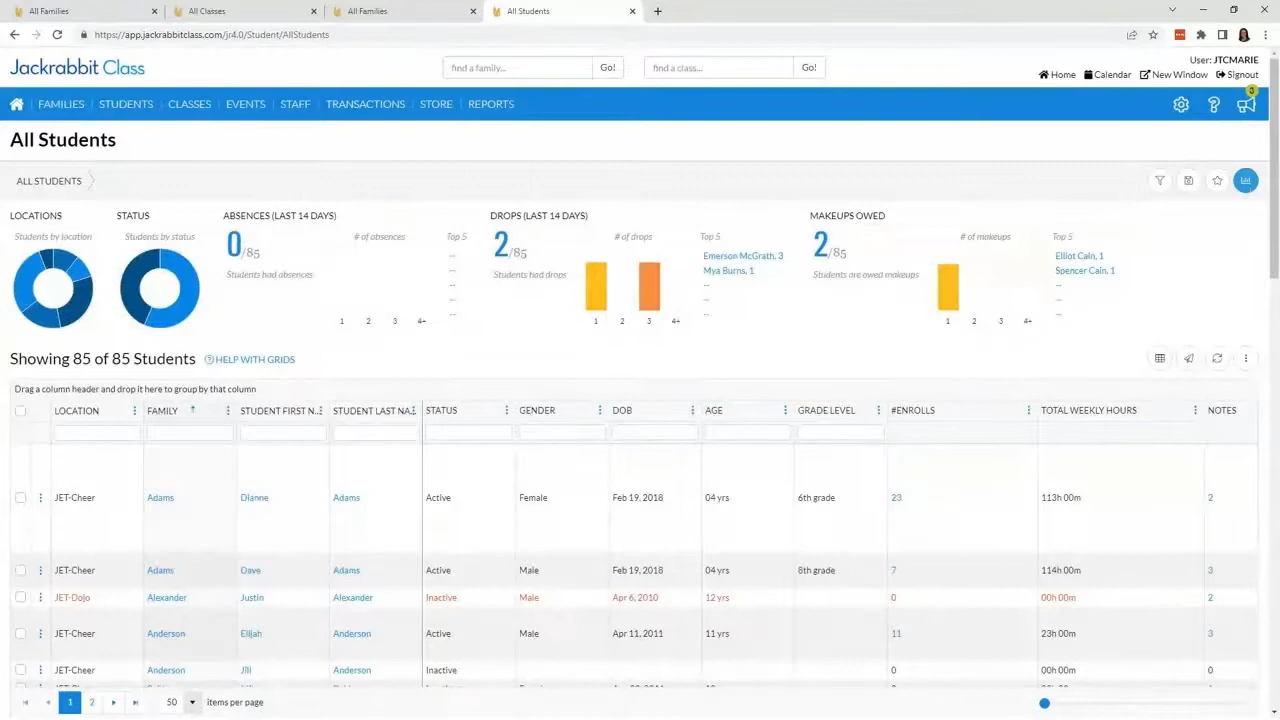 All Families
All Classes
All Families
All Students
https://app.jackrabbitclass.com/jr4.0/Student/AllStudents
Jackrabbit Class
find a family...
Go!
find a class...
Go!
User: JTCMARIE
Home
Calendar
New Window
Signout
FAMILIES STUDENTS CLASSES EVENTS STAFF TRANSACTIONS STORE REPORTS
3
All Students
ALL STUDENTS
LOCATIONS
Students by location
STATUS
Students by status
ABSENCES (LAST 14 DAYS)
0/85
Students had absences
# of absences
1 2 3 4+
Top 5
--
--
--
--
--
DROPS (LAST 14 DAYS)
2/85
Students had drops
# of drops
1 2 3 4+
Top 5
Emerson McGrath, 3
Mya Burns, 1
--
--
--
MAKEUPS OWED
2/85
Students are owed makeups
# of makeups
1 2 3 4+
Top 5
Elliot Cain, 1
Spencer Cain, 1
--
--
--
Showing 85 of 85 Students
HELP WITH GRIDS
Drag a column header and drop it here to group by that column
LOCATION FAMILY STUDENT FIRST N... STUDENT LAST NA... STATUS GENDER DOB AGE GRADE LEVEL #ENROLLS TOTAL WEEKLY HOURS NOTES
JET-Cheer Adams Dianne Adams Active Female Feb 19, 2018 04 yrs 6th grade 23 113h 00m 2
JET-Cheer Adams Dave Adams Active Male Feb 19, 2018 04 yrs 8th grade 7 114h 00m 3
JET-Dojo Alexander Justin Alexander Inactive Male Apr 6, 2010 12 yrs 0 00h 00m 2
JET-Cheer Anderson Elijah Anderson Active Male Apr 11, 2011 11 yrs 11 23h 00m 3
JET-Cheer Anderson Jill Anderson Inactive 0 00h 00m 0
1 2 50 items per page